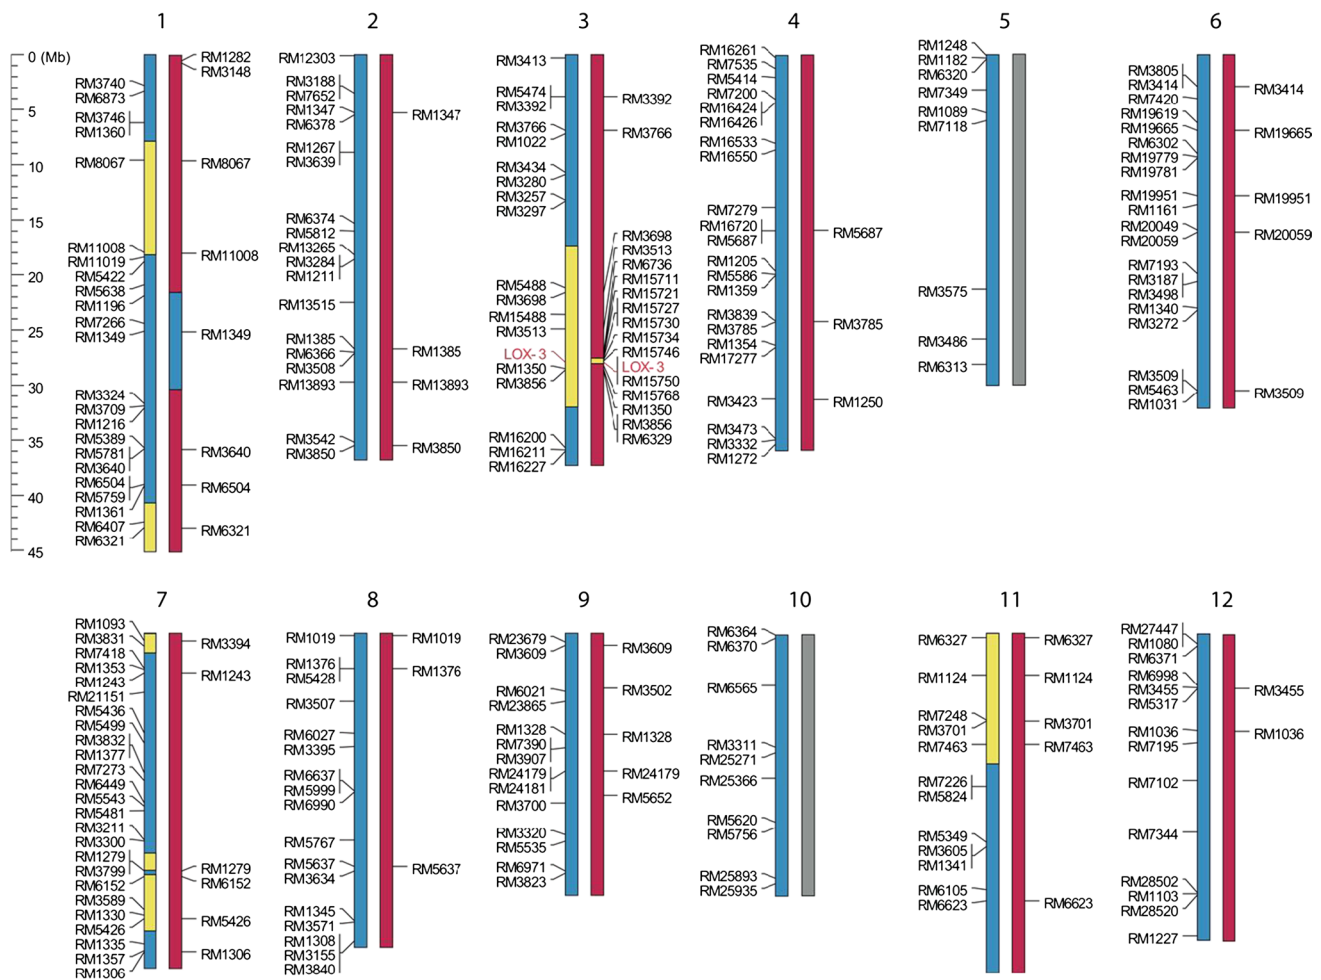 1
0 (Mb)
5
10
15
20
25
30
35
40
45
RM3740
RM6873
RM3746
RM1360
RM8067
RM11008
RM11019
RM5422
RM5638
RM1196
RM7266
RM1349
RM3324
RM3709
RM1216
RM5389
RM5781
RM3640
RM6504
RM5759
RM1361
RM6407
RM6321
RM1282
RM3148
RM8067
RM11008
RM1349
RM3640
RM6504
RM6321
2
RM12303
RM3188
RM7652
RM1347
RM6378
RM1267
RM3639
RM6374
RM5812
RM13265
RM3284
RM1211
RM13515
RM1385
RM6366
RM3508
RM13893
RM3542
RM3850
RM1347
RM1385
RM13893
RM3850
3
RM3413
RM5474
RM3392
RM3766
RM1022
RM3434
RM3280
RM3257
RM3297
RM5488
RM3698
RM15488
RM3513
LOX-3
RM1350
RM3856
RM16200
RM16211
RM16227
RM3392
RM3766
RM3698
RM3513
RM6736
RM15711
RM15721
RM15727
RM15730
RM15734
RM15746
LOX-3
RM15750
RM15768
RM1350
RM3856
RM6329
4
RM16261
RM7535
RM5414
RM7200
RM16424
RM16426
RM16533
RM16550
RM7279
RM16720
RM5687
RM1205
RM5586
RM1359
RM3839
RM3785
RM1354
RM17277
RM3423
RM3473
RM3332
RM1272
RM5687
RM3785
RM1250
5
RM1248
RM1182
RM6320
RM7349
RM1089
RM7118
RM3575
RM3486
RM6313
6
RM3805
RM3414
RM7420
RM19619
RM19665
RM6302
RM19779
RM19781
RM19951
RM1161
RM20049
RM20059
RM7193
RM3187
RM3498
RM1340
RM3272
RM3509
RM5463
RM1031
RM3414
RM19665
RM19951
RM20059
RM3509
7
RM1093
RM3831
RM7418
RM1353
RM1243
RM21151
RM5436
RM5499
RM3832
RM1377
RM7273
RM6449
RM5543
RM5481
RM3211
RM3300
RM1279
RM3799
RM6152
RM3589
RM1330
RM5426
RM1335
RM1357
RM1306
RM3394
RM1243
RM1279
RM6152
RM5426
RM1306
8
RM1019
RM1376
RM5428
RM3507
RM6027
RM3395
RM6637
RM5999
RM6990
RM5767
RM5637
RM3634
RM1345
RM3571
RM1308
RM3155
RM3840
RM1019
RM1376
RM5637
9
RM23679
RM3609
RM6021
RM23865
RM1328
RM7390
RM3907
RM24179
RM24181
RM3700
RM3320
RM5535
RM6971
RM3823
RM3609
RM3502
RM1328
RM24179
RM5652
10
RM6364
RM6370
RM6565
RM3311
RM25271
RM25366
RM5620
RM5756
RM25893
RM25935
11
RM6327
RM1124
RM7248
RM3701
RM7463
RM7226
RM5824
RM5349
RM3605
RM1341
RM6105
RM6623
RM6327
RM1124
RM3701
RM7463
RM6623
12
RM27447
RM1080
RM6371
RM6998
RM3455
RM5317
RM1036
RM7195
RM7102
RM7344
RM28502
RM1103
RM28520
RM1227
RM3455
RM1036